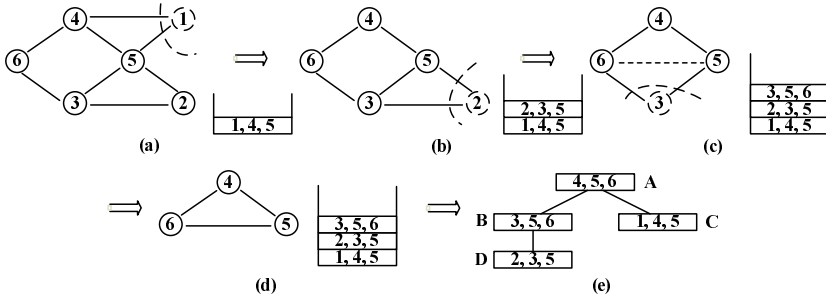 4
1
6
5
3
2
1, 4, 5
(a)
4
6
5
3
2
2, 3, 5
1, 4, 5
(b)
4
6
5
3
3, 5, 6
2, 3, 5
1, 4, 5
(c)
4
6
5
3, 5, 6
2, 3, 5
1, 4, 5
(d)
4, 5, 6 A
B 3, 5, 6
1, 4, 5 C
D 2, 3, 5
(e)